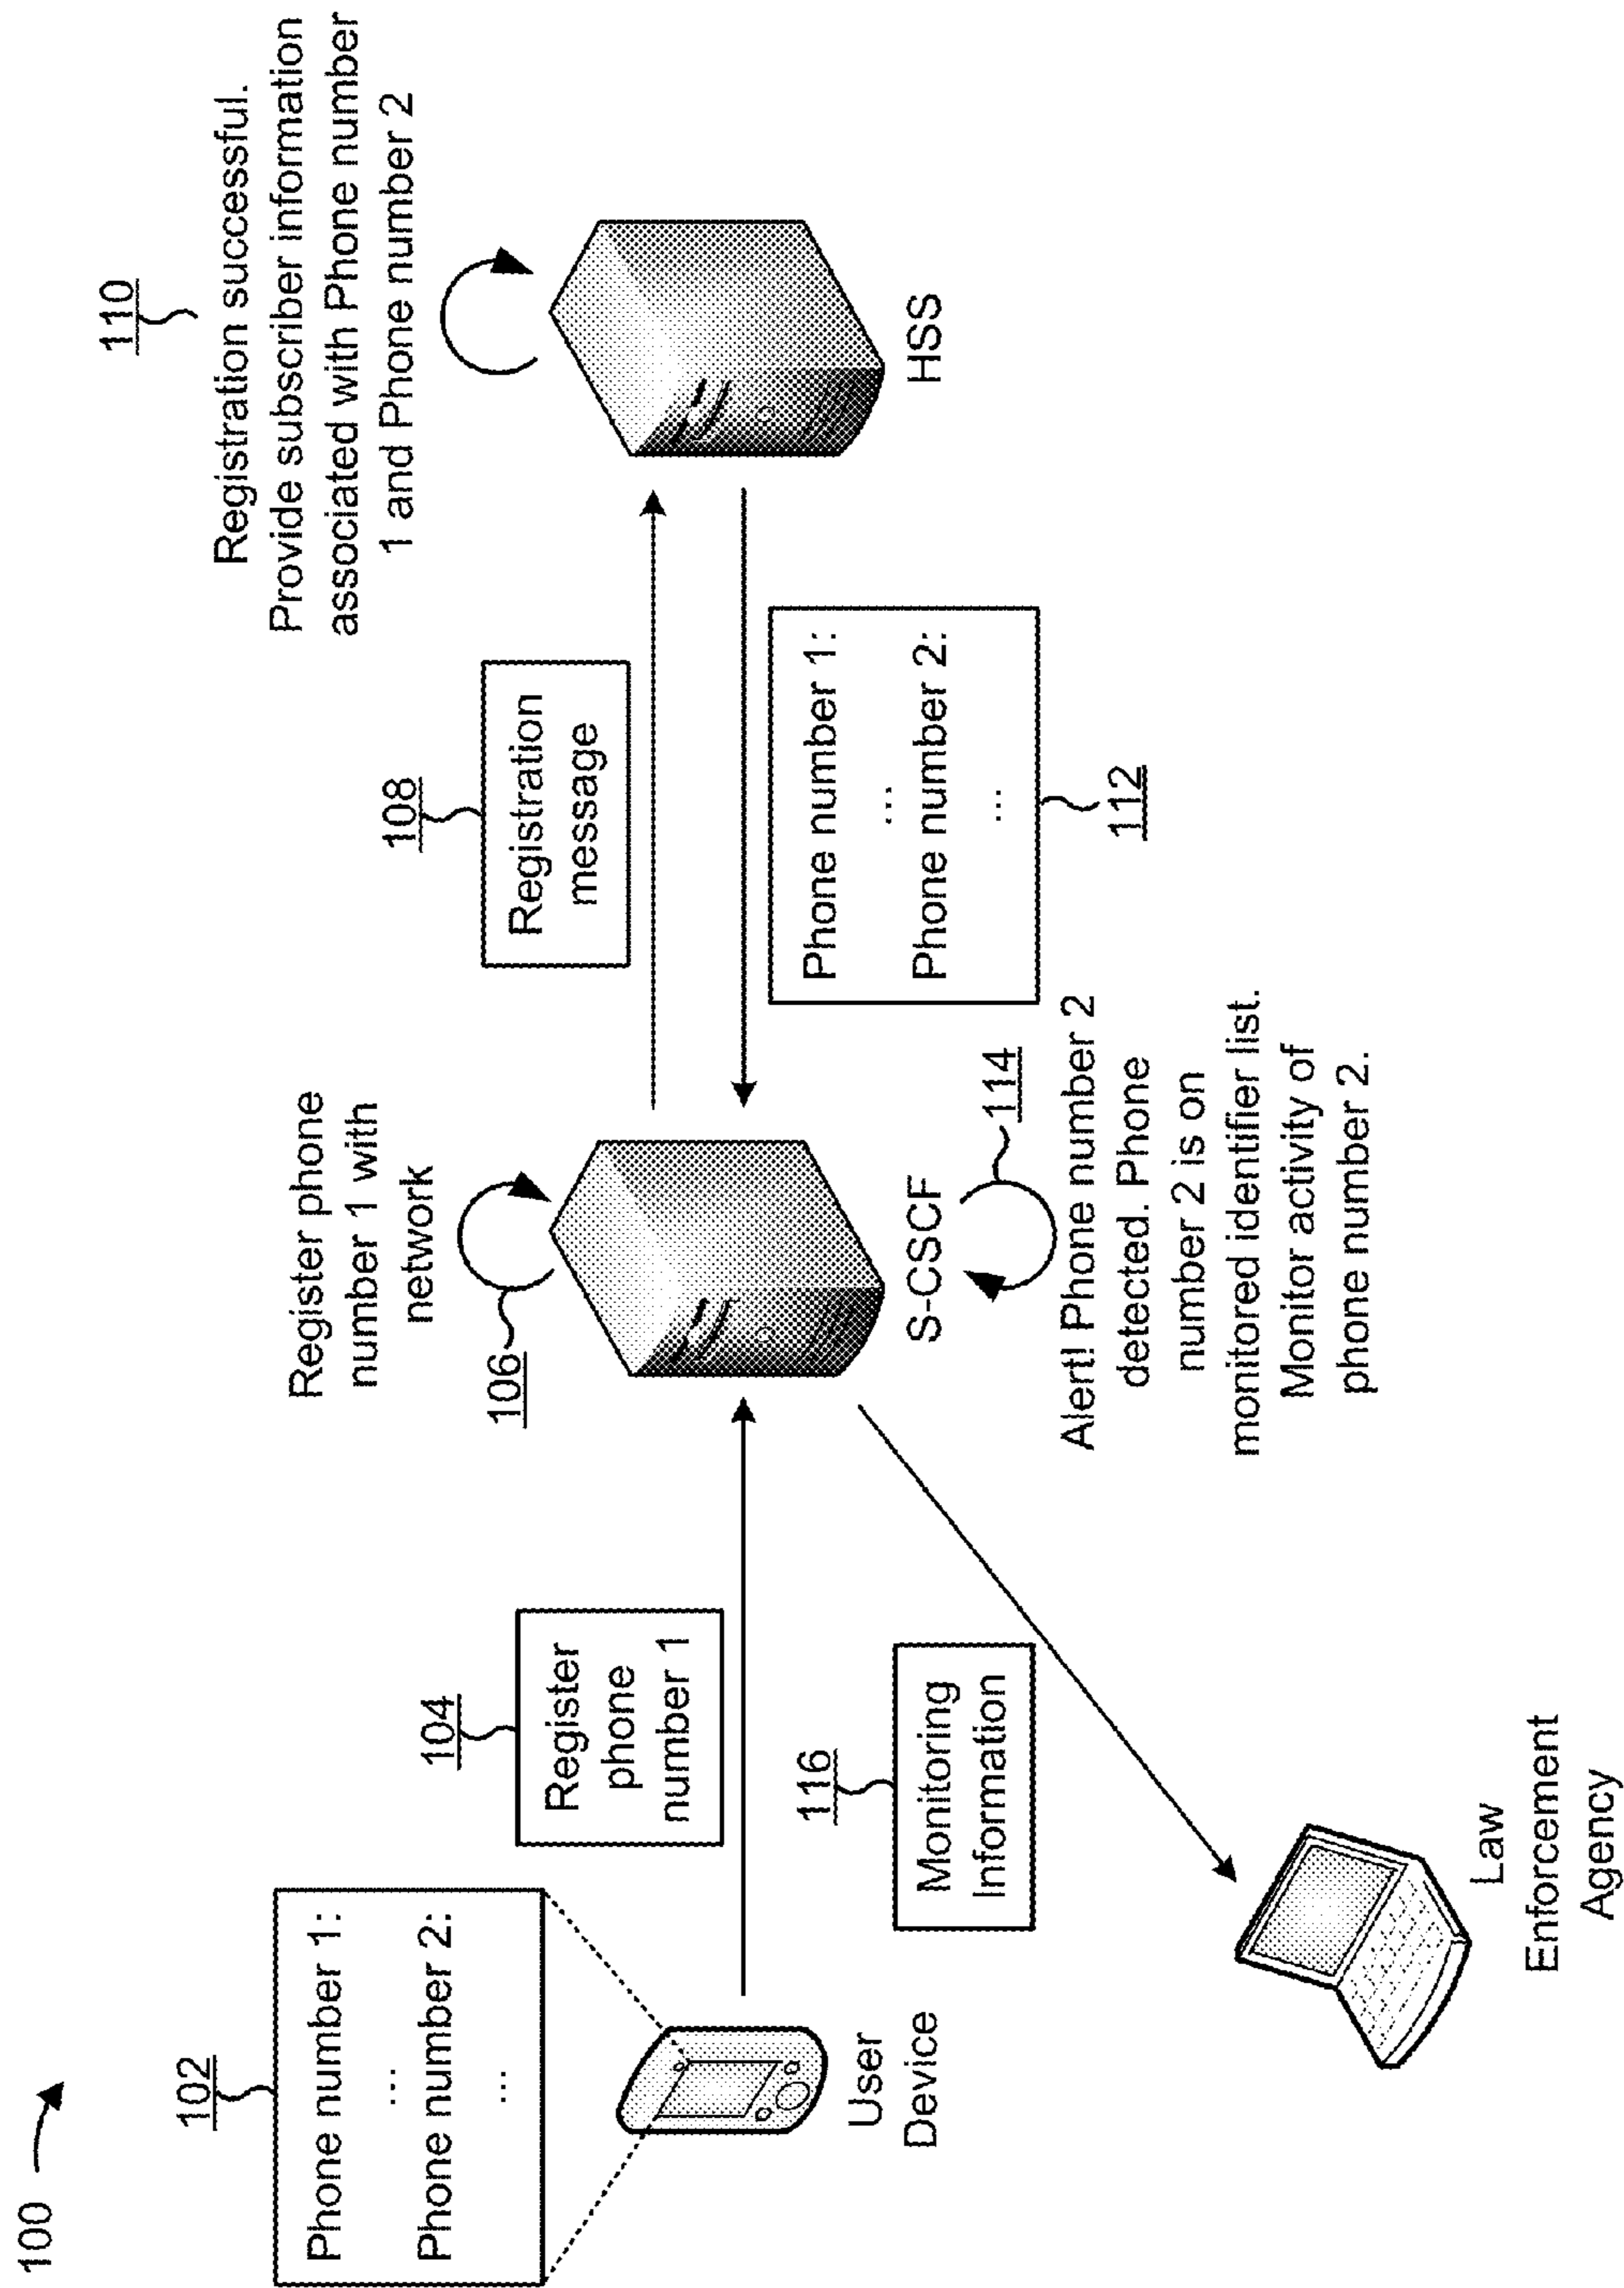 100
102
Phone number 1:
...
Phone number 2:
...
User
Device
104
Register
phone
number 1
Register phone
number 1 with
network
106
S-CSCF
108
Registration
message
110
Registration successful.
Provide subscriber information
associated with Phone number
1 and Phone number 2
HSS
Phone number 1:
...
Phone number 2:
...
112
114
Alert! Phone number 2
detected. Phone
number 2 is on
monitored identifier list.
Monitor activity of
phone number 2.
116
Monitoring
Information
Law
Enforcement
Agency